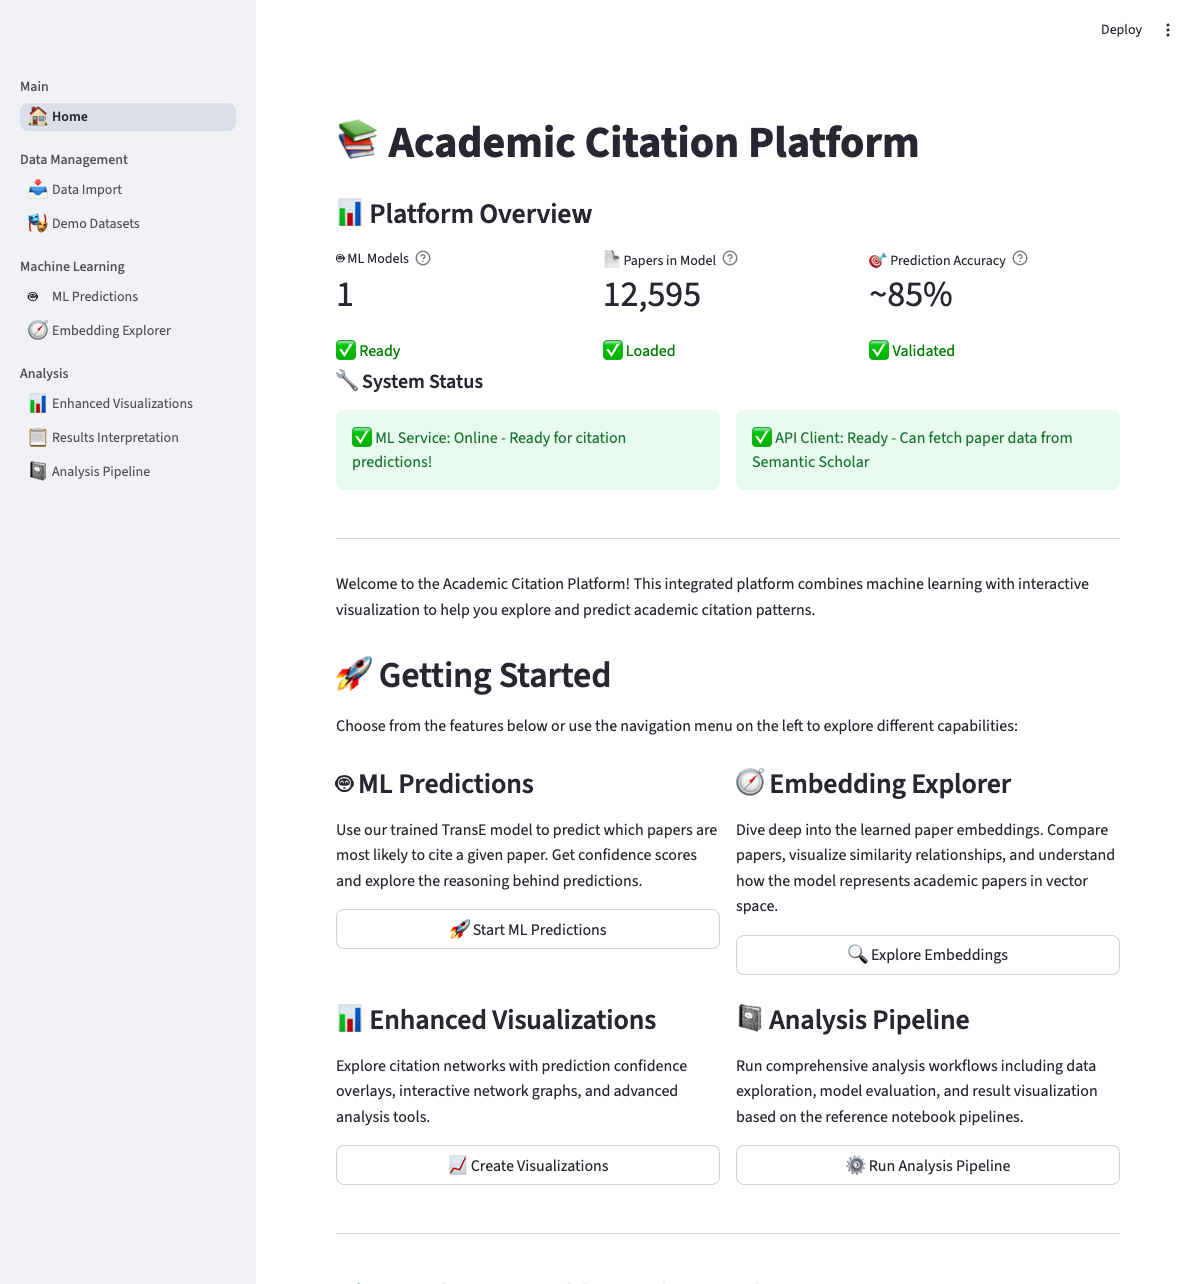 Deploy
Main
Home
Data Management
Data Import
Demo Datasets
Machine Learning
ML Predictions
Embedding Explorer
Analysis
Enhanced Visualizations
Results Interpretation
Analysis Pipeline
Academic Citation Platform
Platform Overview
ML Models
1
Ready
Papers in Model
12,595
Loaded
Prediction Accuracy
~85%
Validated
System Status
ML Service: Online - Ready for citation
predictions!
API Client: Ready - Can fetch paper data from
Semantic Scholar
Welcome to the Academic Citation Platform! This integrated platform combines machine learning with interactive
visualization to help you explore and predict academic citation patterns.
Getting Started
Choose from the features below or use the navigation menu on the left to explore different capabilities:
ML Predictions
Use our trained TransE model to predict which papers are
most likely to cite a given paper. Get confidence scores
and explore the reasoning behind predictions.
Start ML Predictions
Embedding Explorer
Dive deep into the learned paper embeddings. Compare
papers, visualize similarity relationships, and understand
how the model represents academic papers in vector
space.
Explore Embeddings
Enhanced Visualizations
Explore citation networks with prediction confidence
overlays, interactive network graphs, and advanced
analysis tools.
Create Visualizations
Analysis Pipeline
Run comprehensive analysis workflows including data
exploration, model evaluation, and result visualization
based on the reference notebook pipelines.
Run Analysis Pipeline